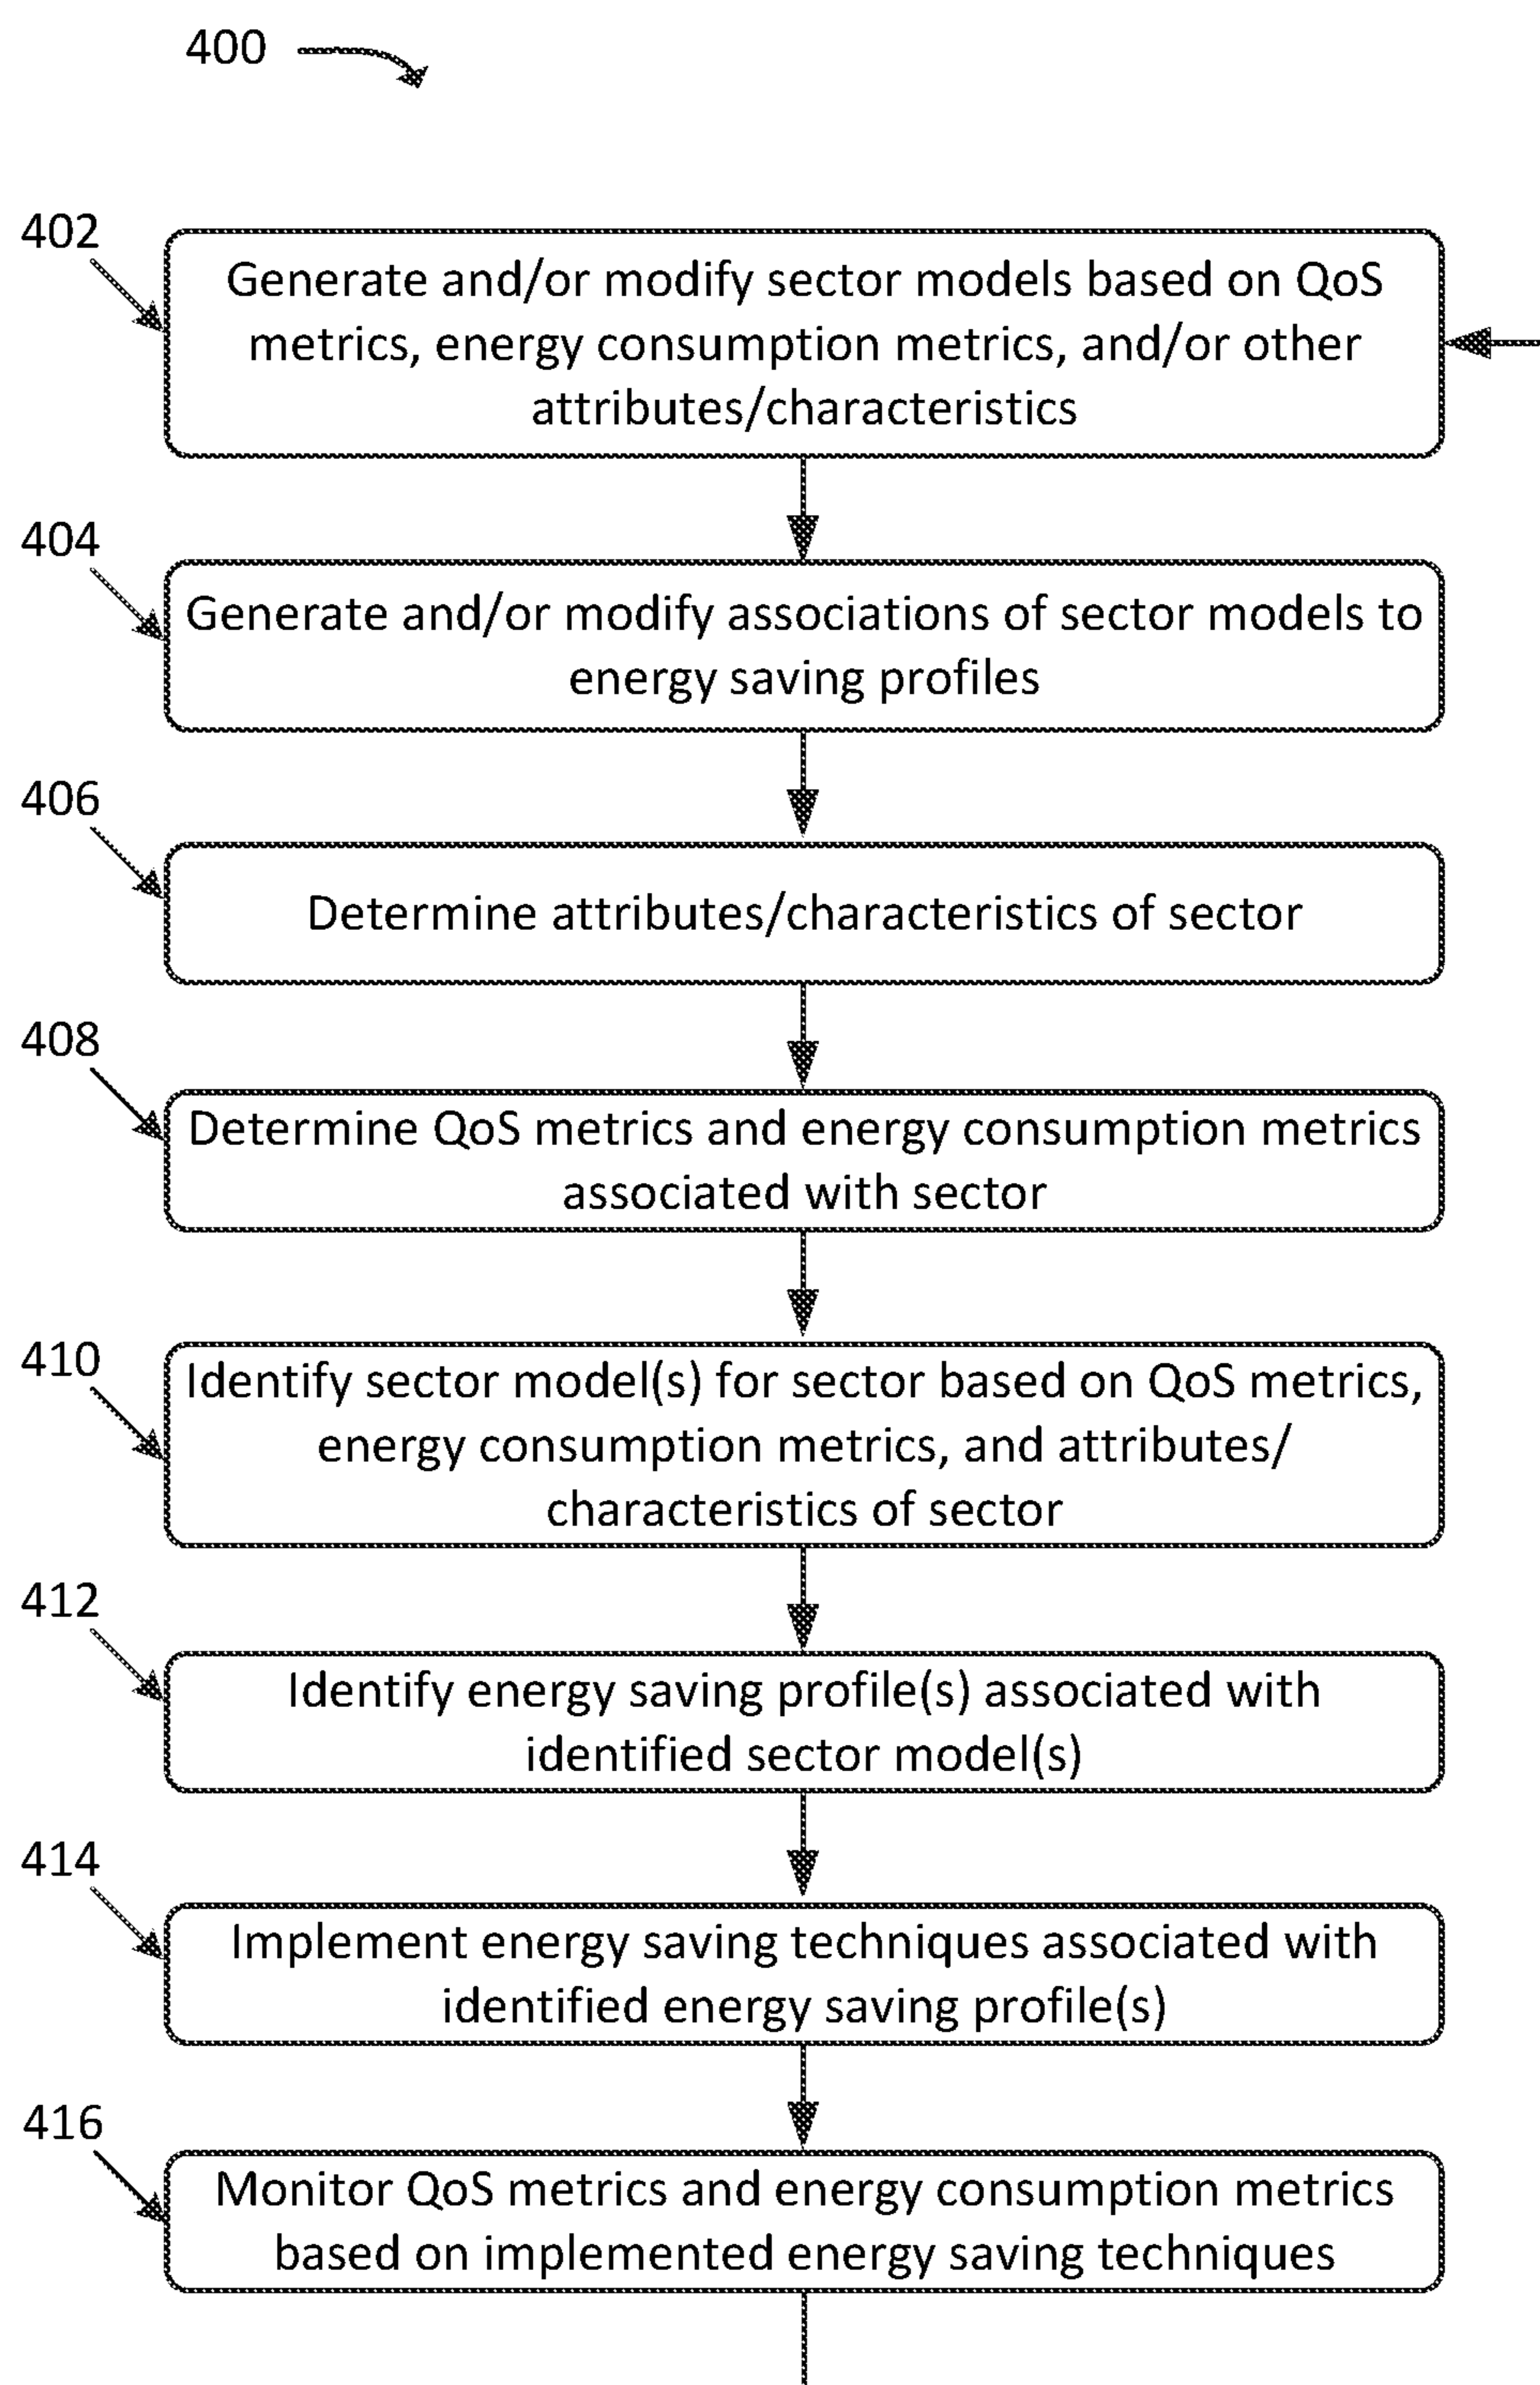 400
402
Generate and/or modify sector models based on QoS
metrics, energy consumption metrics, and/or other
attributes/characteristics
404
Generate and/or modify associations of sector models to
energy saving profiles
406
Determine attributes/characteristics of sector
408
Determine QoS metrics and energy consumption metrics
associated with sector
410
Identify sector model(s) for sector based on QoS metrics,
energy consumption metrics, and attributes/
characteristics of sector
412
Identify energy saving profile(s) associated with
identified sector model(s)
414
Implement energy saving techniques associated with
identified energy saving profile(s)
416
Monitor QoS metrics and energy consumption metrics
based on implemented energy saving techniques